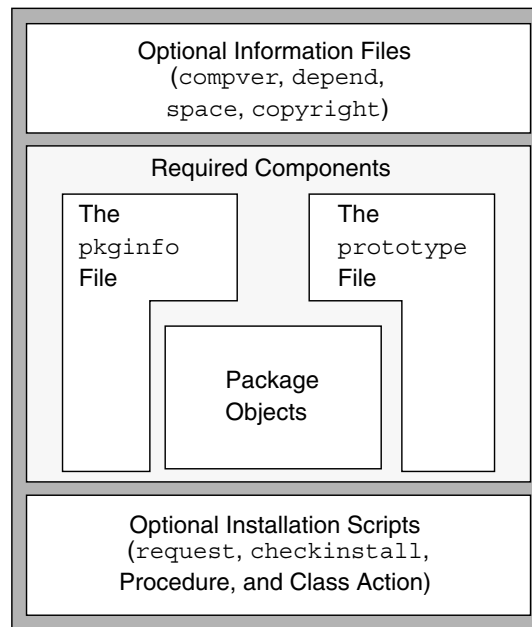 Optional Information Files
(compver, depend,
space, copyright)
Required Components
The
pkginfo
File
The
prototype
File
Package
Objects
Optional Installation Scripts
(request, checkinstall,
Procedure, and Class Action)